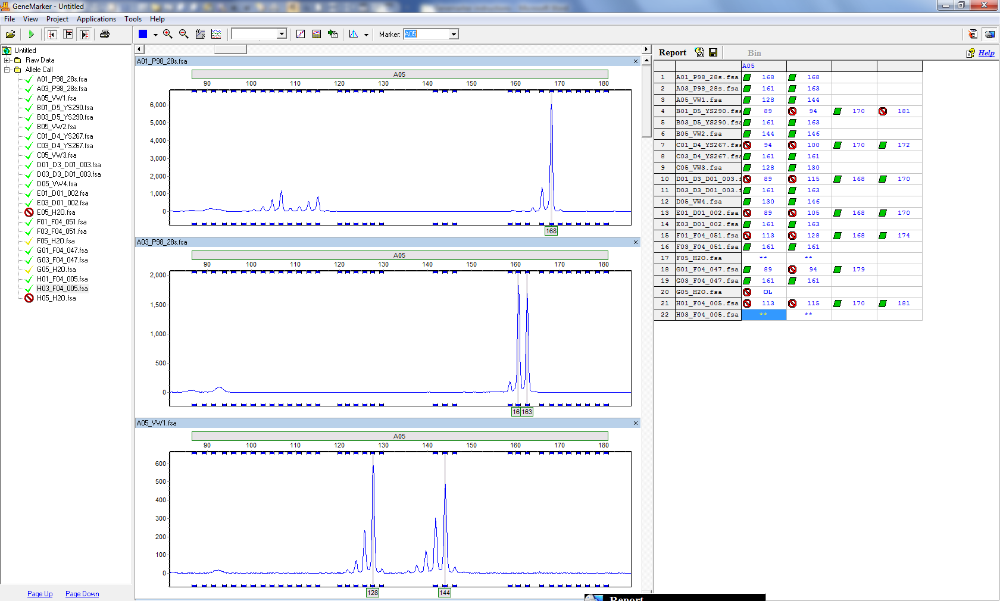 GeneMarker - Untitled
File View Project Applications Tools Help
Marker: A05
Untitled
Raw Data
Allele Call
A01_P98_28s.fsa
A03_P98_28s.fsa
A05_VW1.fsa
B01_D5_YS290.fsa
B03_D5_YS290.fsa
B05_VW2.fsa
C01_D4_YS267.fsa
C03_D4_YS267.fsa
C05_VW3.fsa
D01_D3_D01_003.fsa
D03_D3_D01_003.fsa
D05_VW4.fsa
E01_D01_002.fsa
E03_D01_002.fsa
E05_H2O.fsa
F01_F04_051.fsa
F03_F04_051.fsa
F05_H2O.fsa
G01_F04_047.fsa
G03_F04_047.fsa
G05_H2O.fsa
H01_F04_005.fsa
H03_F04_005.fsa
H05_H2O.fsa
Page Up Page Down
A01_P98_28s.fsa
A05
90 100 110 120 130 140 150 160 170 180
6,000
5,000
4,000
3,000
2,000
1,000
0
168
A03_P98_28s.fsa
A05
90 100 110 120 130 140 150 160 170 180
2,000
1,500
1,000
500
0
16 163
A05_VW1.fsa
A05
90 100 110 120 130 140 150 160 170 180
600
500
400
300
200
100
0
128 144
Report Bin Help
A05
1 A01_P98_28s.fsa 168 168
2 A03_P98_28s.fsa 161 163
3 A05_VW1.fsa 128 144
4 B01_D5_YS290.fsa 89 94 170 181
5 B03_D5_YS290.fsa 161 163
6 B05_VW2.fsa 144 146
7 C01_D4_YS267.fsa 94 100 170 172
8 C03_D4_YS267.fsa 161 161
9 C05_VW3.fsa 128 130
10 D01_D3_D01_003.f 89 115 168 170
11 D03_D3_D01_003.f 161 163
12 D05_VW4.fsa 130 146
13 E01_D01_002.fsa 89 105 168 170
14 E03_D01_002.fsa 161 163
15 F01_F04_051.fsa 113 128 168 174
16 F03_F04_051.fsa 161 161
17 F05_H2O.fsa ** **
18 G01_F04_047.fsa 89 94 179
19 G03_F04_047.fsa 161 161
20 G05_H2O.fsa OL
21 H01_F04_005.fsa 113 115 170 181
22 H03_F04_005.fsa ** **
Report